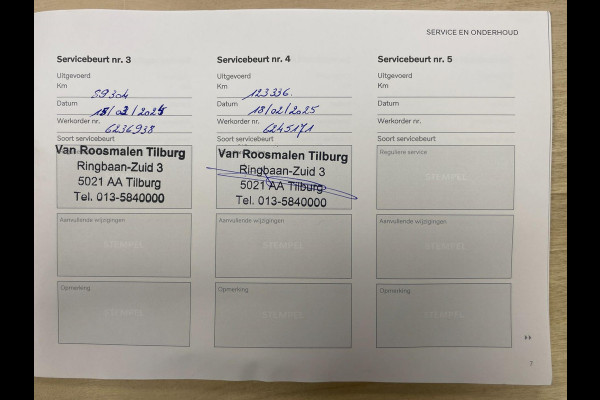 SERVICE EN ONDERHOUD
Servicebeurt nr. 3
Uitgevoerd
Km 89304
Datum
Werkorder nr. 6236938
Soort servicebeurt
Van Roosmalen Tilburg
Ringbaan-Zuid 3
5021 AA Tilburg
Tel. 013-5840000
Aanvullende wijzigingen
STEMPEL
Opmerking
STEMPEL
Servicebeurt nr. 4
Uitgevoerd
Km 123336.
Datum 18/02/2025
Werkorder nr. 6245171
Soort servicebeurt
Van Roosmalen Tilburg
Ringbaan-Zuid 3
5021 AA Tilburg
Tel. 013-5840000
Aanvullende wijzigingen
STEMPEL
Opmerking
STEMPEL
Servicebeurt nr. 5
Uitgevoerd
Km
Datum
Werkorder nr.
Soort servicebeurt
Reguliere service
STEMPEL
Aanvullende wijzigingen
STEMPEL
Opmerking
STEMPEL
7